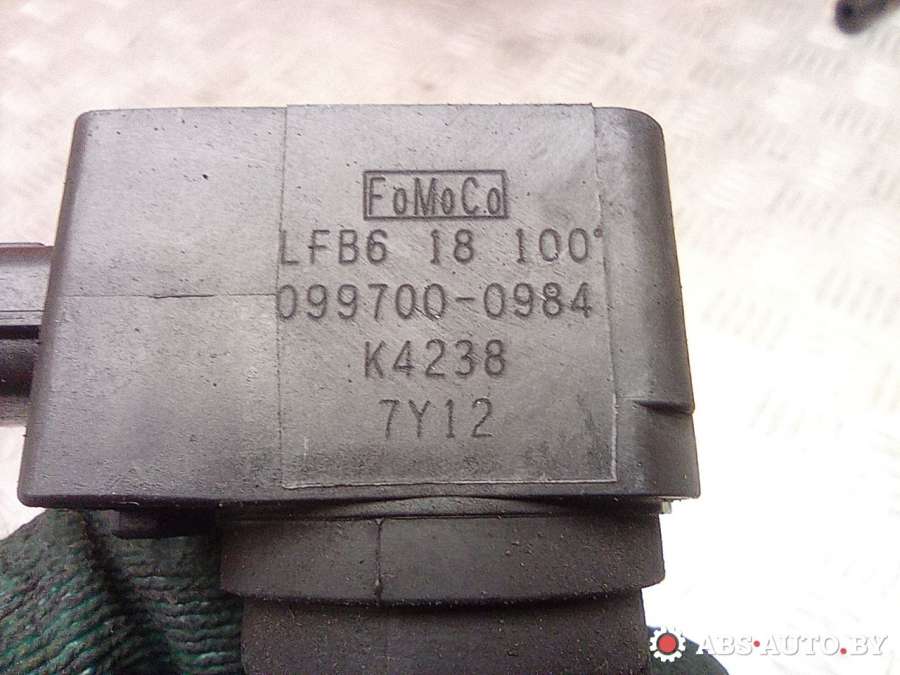 FoMoCo
LFB6 18 100
099700-0984
K4238
7Y12
ABS-AUTO.BY